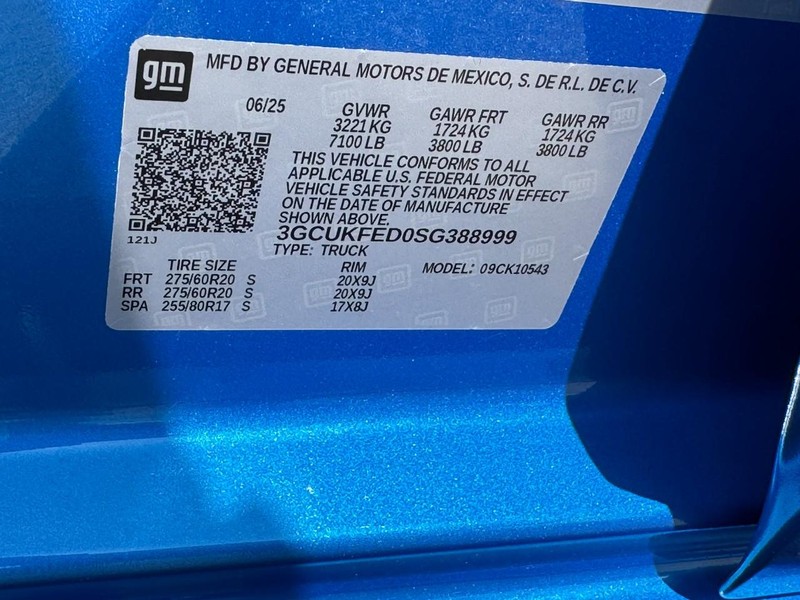 gm
MFD BY GENERAL MOTORS DE MEXICO, S. DE R.L. DE C.V.
06/25 GVWR GAWR FRT GAWR RR
3221 KG 1724 KG 1724 KG
7100 LB 3800 LB 3800 LB
THIS VEHICLE CONFORMS TO ALL
APPLICABLE U.S. FEDERAL MOTOR
VEHICLE SAFETY STANDARDS IN EFFECT
ON THE DATE OF MANUFACTURE
SHOWN ABOVE.
121J
3GCUKFED0SG388999
TYPE: TRUCK
TIRE SIZE RIM MODEL: 09CK10543
FRT 275/60R20 S 20X9J
RR 275/60R20 S 20X9J
SPA 255/80R17 S 17X8J